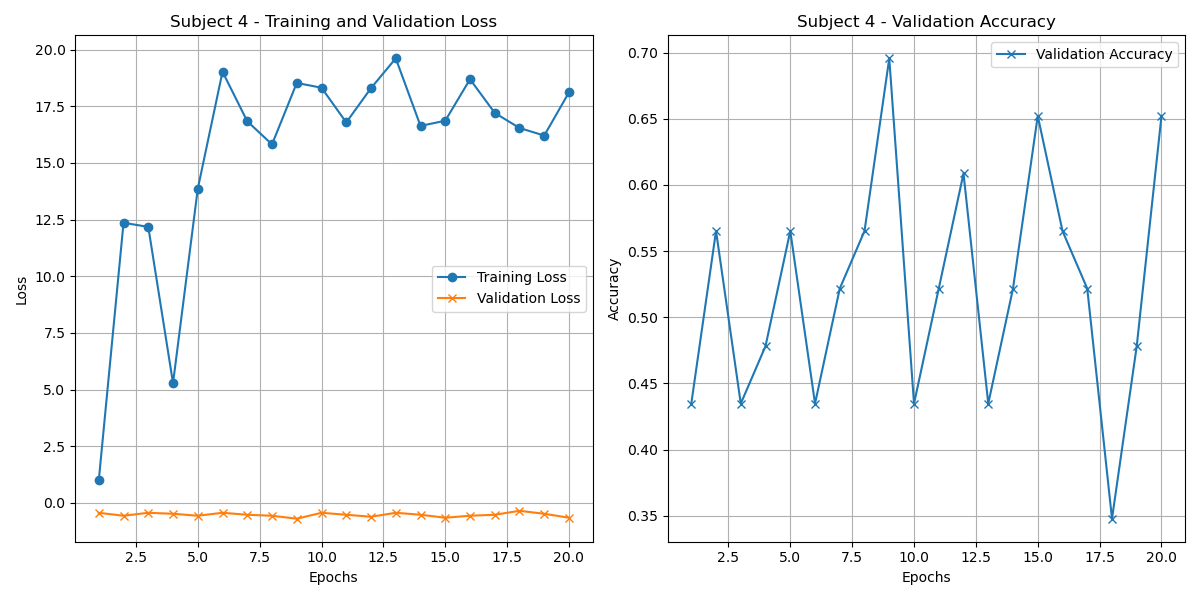 Subject 4 - Training and Validation Loss
20.0
17.5
15.0
12.5
10.0
7.5
5.0
2.5
0.0
Loss
Training Loss
Validation Loss
2.5 5.0 7.5 10.0 12.5 15.0 17.5 20.0
Epochs
Subject 4 - Validation Accuracy
0.70
0.65
0.60
0.55
0.50
0.45
0.40
0.35
Accuracy
Validation Accuracy
2.5 5.0 7.5 10.0 12.5 15.0 17.5 20.0
Epochs